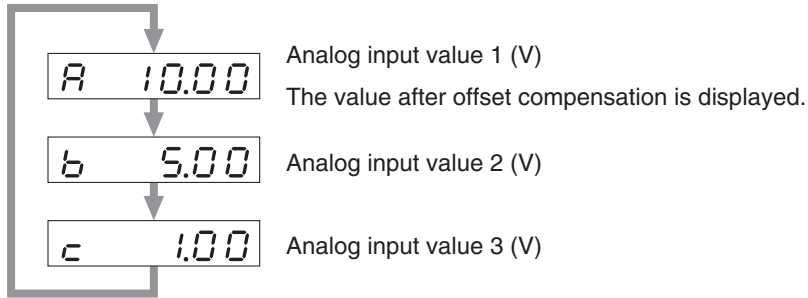 A 10.00
Analog input value 1 (V)
The value after offset compensation is displayed.
b 5.00
Analog input value 2 (V)
c 1.00
Analog input value 3 (V)